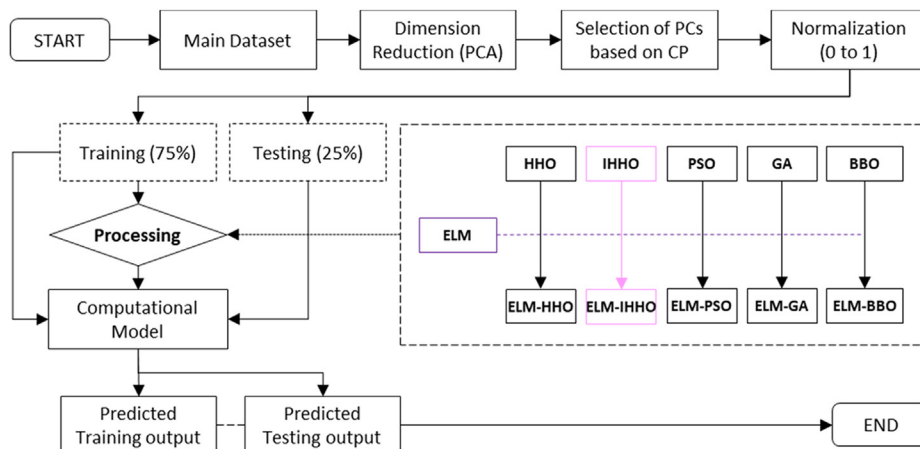 START
Main Dataset
Dimension
Reduction (PCA)
Selection of PCs
based on CP
Normalization
(0 to 1)
Training (75%)
Testing (25%)
HHO
IHHO
PSO
GA
BBO
Processing
ELM
Computational
Model
ELM-HHO
ELM-IHHO
ELM-PSO
ELM-GA
ELM-BBO
Predicted
Training output
Predicted
Testing output
END